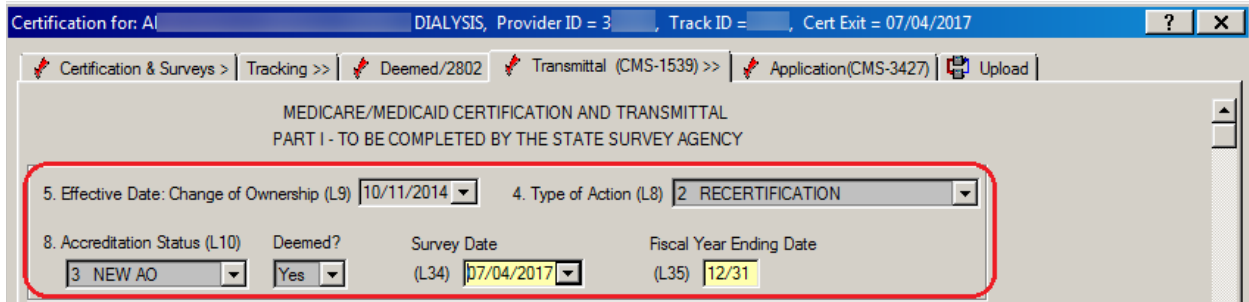 Certification for: Al DIALYSIS, Provider ID = 3 , Track ID = , Cert Exit = 07/04/2017 ? X
Certification & Surveys > Tracking >> Deemed/2802 Transmittal (CMS-1539) >> Application(CMS-3427) Upload
MEDICARE/MEDICAID CERTIFICATION AND TRANSMITTAL
PART I - TO BE COMPLETED BY THE STATE SURVEY AGENCY
5. Effective Date: Change of Ownership (L9) 10/11/2014 4. Type of Action (L8) 2 RECERTIFICATION
8. Accreditation Status (L10) Deemed? Survey Date Fiscal Year Ending Date
3 NEW AO Yes (L34) 07/04/2017 (L35) 12/31